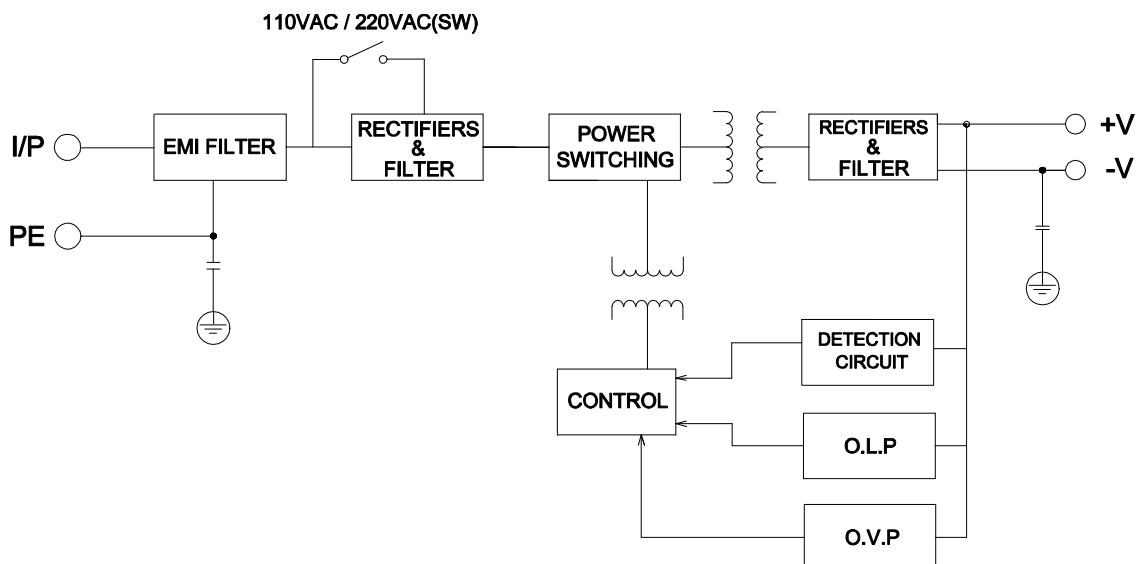 110VAC / 220VAC(SW)
I/P
EMI FILTER
RECTIFIERS
&
FILTER
POWER
SWITCHING
RECTIFIERS
&
FILTER
+V
-V
PE
DETECTION
CIRCUIT
CONTROL
O.L.P
O.V.P